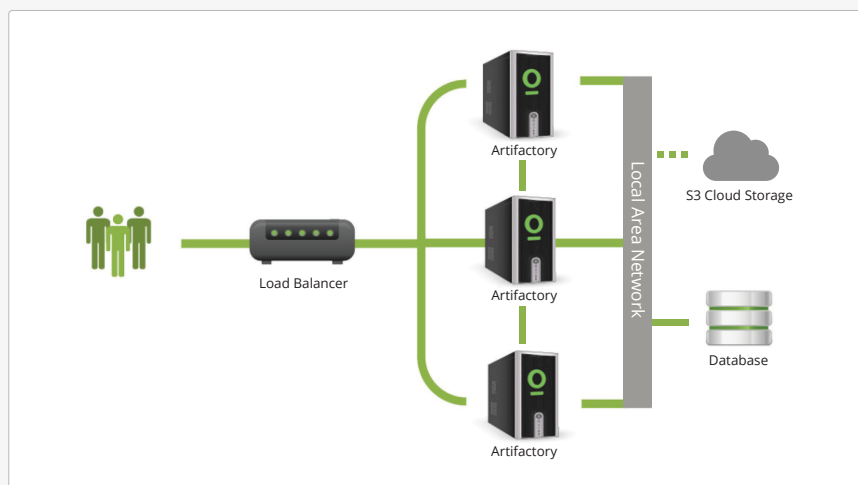 Artifactory
Local Area Network
S3 Cloud Storage
Load Balancer
Artifactory
Database
Artifactory